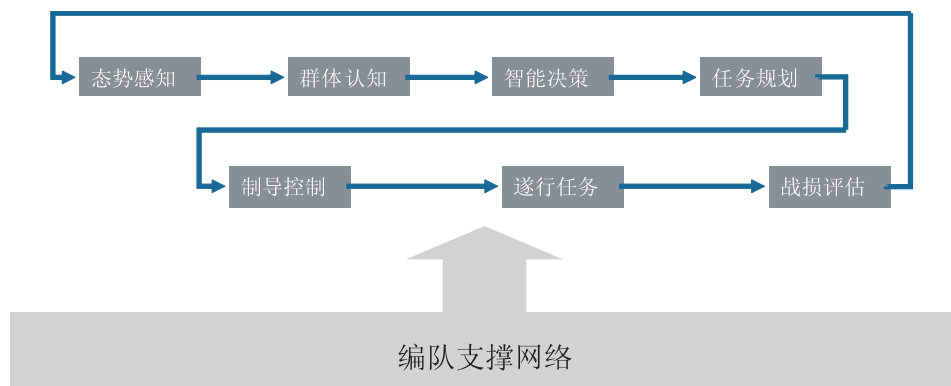 态势感知
群体认知
智能决策
任务规划
制导控制
遂行任务
战损评估
编队支撑网络